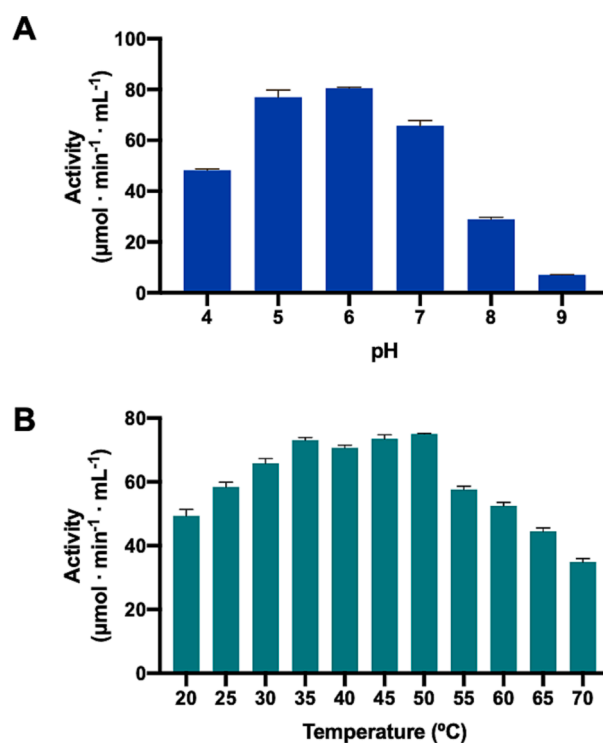 A
100
80
60
40
20
0
Activity
(µmol · min⁻¹ · mL⁻¹)
4 5 6 7 8 9
pH
B
80
60
40
20
0
Activity
(µmol · min⁻¹ · mL⁻¹)
20 25 30 35 40 45 50 55 60 65 70
Temperature (ºC)